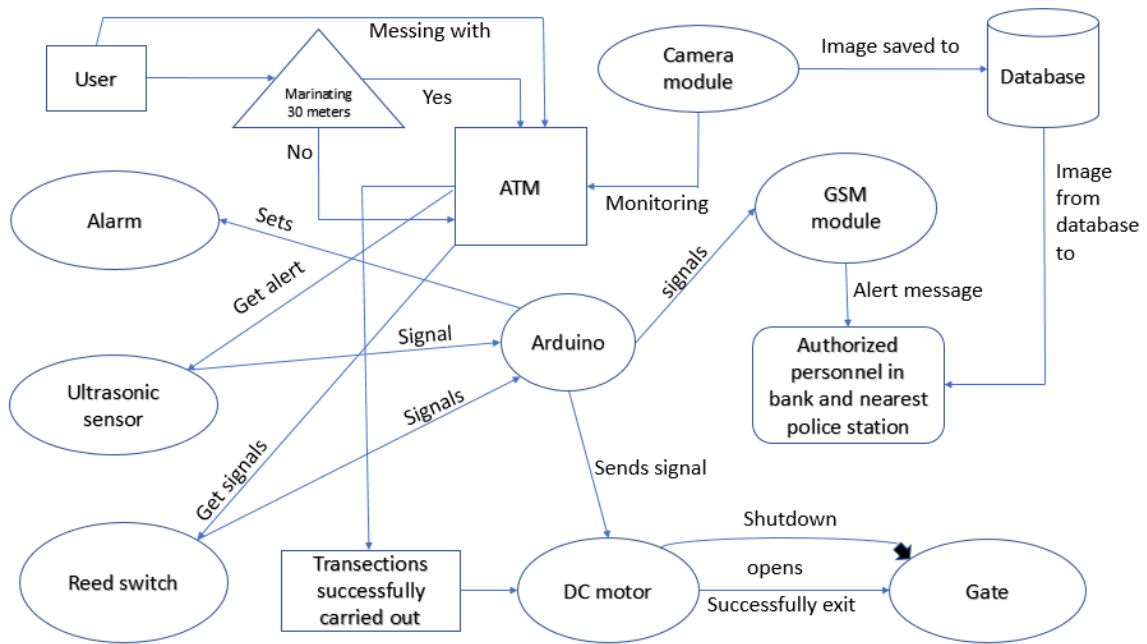 Messing with
User
Marinating
30 meters
Yes
No
ATM
Camera
module
Image saved to
Database
Monitoring
GSM
module
Image
from
database
to
Alarm
Sets
Get alert
signals
Alert message
Signal
Arduino
Authorized
personnel in
bank and nearest
police station
Ultrasonic
sensor
Signals
Get signals
Sends signal
Shutdown
Reed switch
Transections
successfully
carried out
DC motor
opens
Successfully exit
Gate